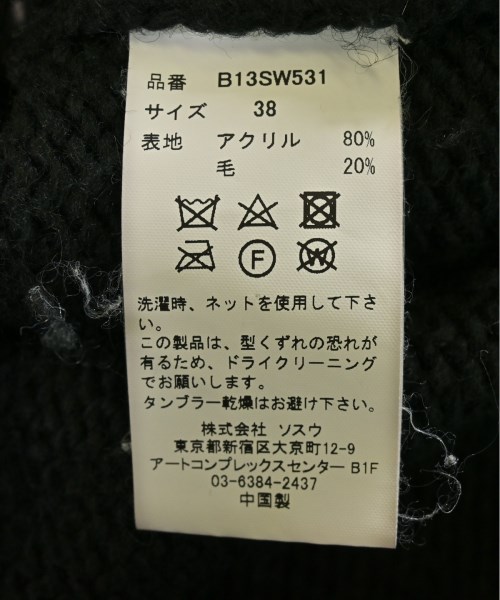 品番 B13SW531
サイズ 38
表地 アクリル 80%
毛 20%
F
W
洗濯時、ネットを使用して下さ
い。
この製品は、型くずれの恐れが
有るため、ドライクリーニング
でお願いします。
タンブラー乾燥はお避け下さい。
株式会社 ソスウ
東京都新宿区大京町12-9
アートコンプレックスセンター B1F
03-6384-2437
中国製